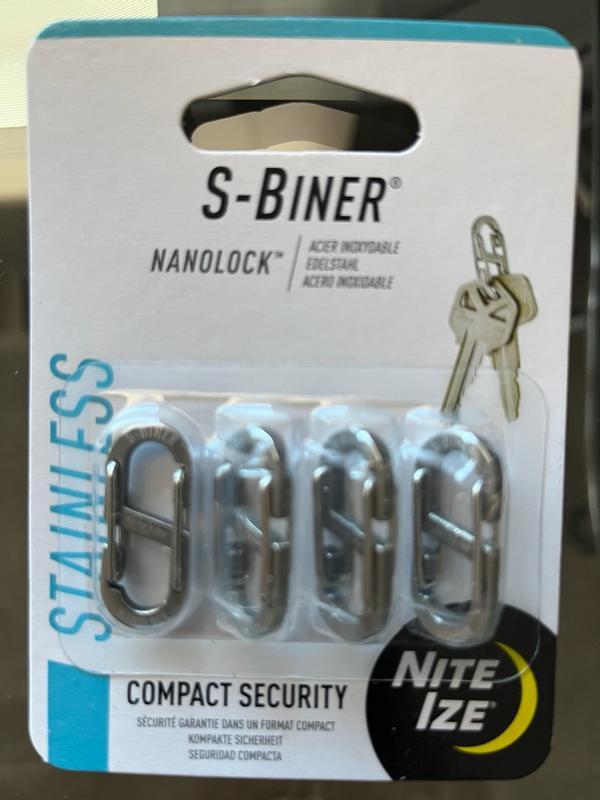 S-BINER®
NANOLOCK™
ACIER INOXYDABLE
EDELSTAHL
ACERO INOXIDABLE
STAINLESS
S-BINER
COMPACT SECURITY
SÉCURITÉ GARANTIE DANS UN FORMAT COMPACT
KOMPAKTE SICHERHEIT
SEGURIDAD COMPACTA
NITE
IZE®